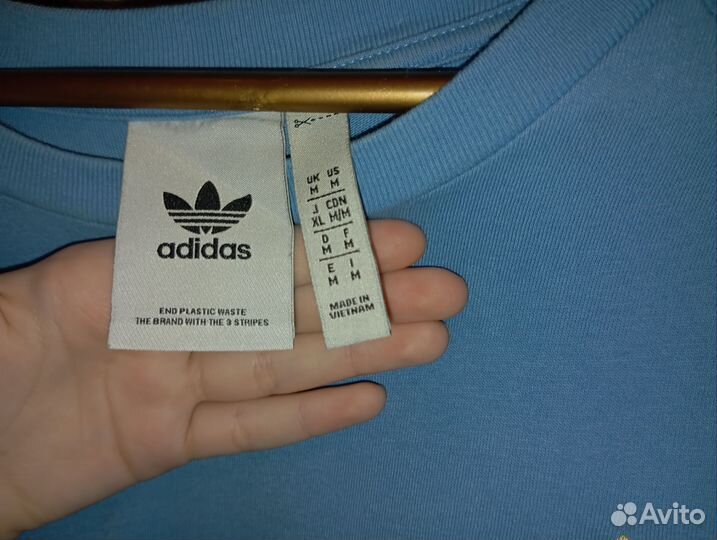 adidas
END PLASTIC WASTE
THE BRAND WITH THE 3 STRIPES
UK US
M M
J CDN
XL M/M
D F
M M
E I
M M
MADE IN
VIETNAM
Avito